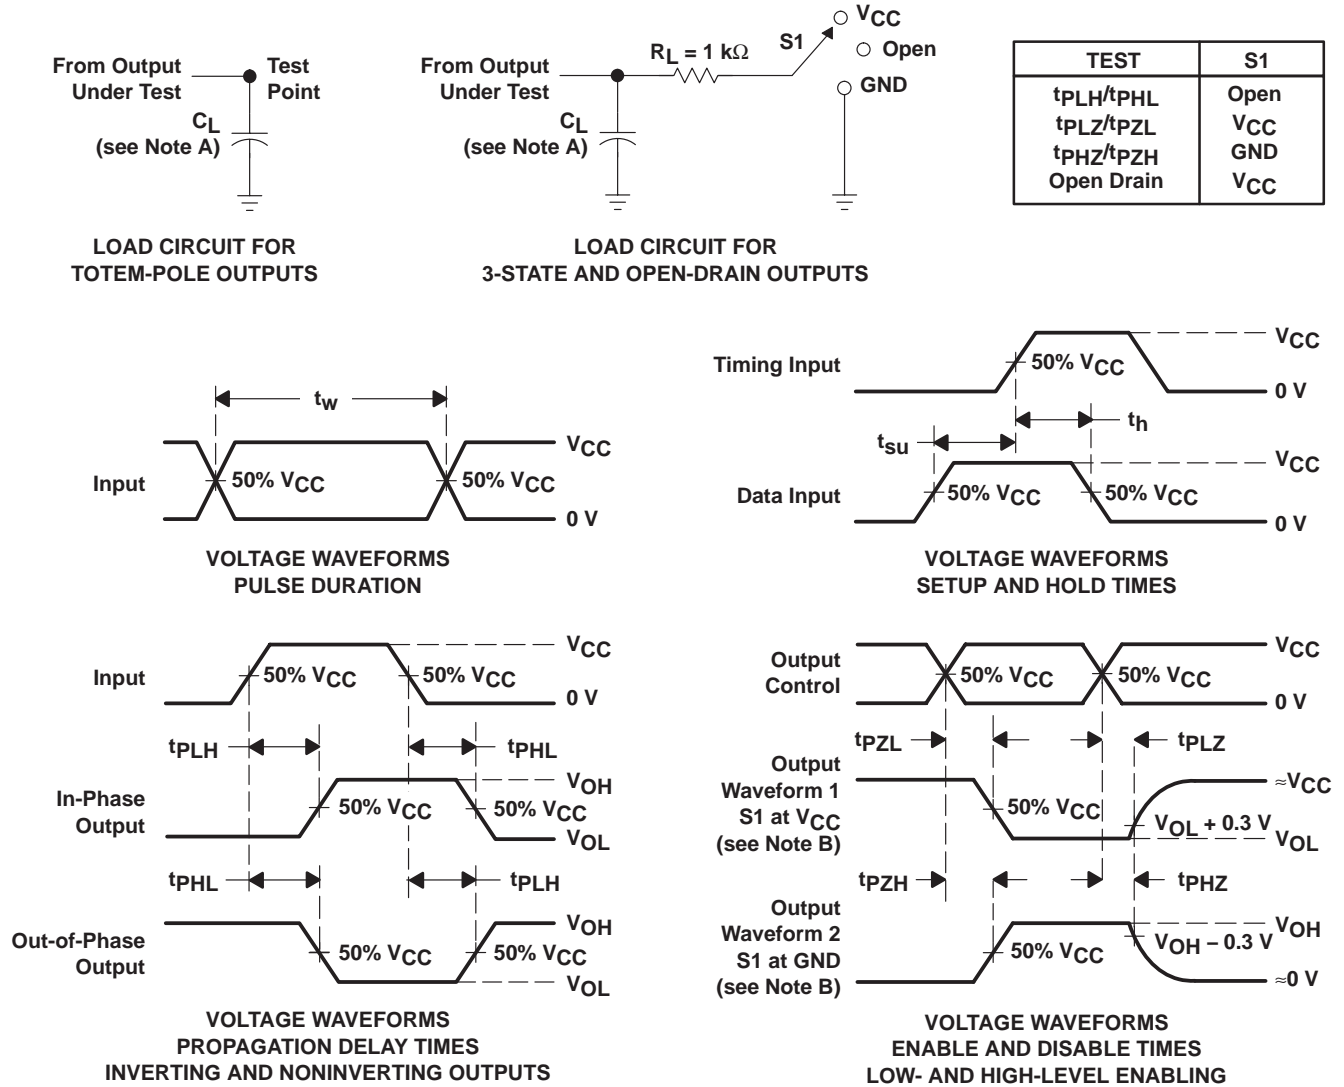 From Output
Under Test
Test
Point
CL
(see Note A)
LOAD CIRCUIT FOR
TOTEM-POLE OUTPUTS
From Output
Under Test
RL = 1 kΩ
S1
VCC
Open
GND
CL
(see Note A)
LOAD CIRCUIT FOR
3-STATE AND OPEN-DRAIN OUTPUTS
TEST S1
tPLH/tPHL Open
tPLZ/tPZL VCC
tPHZ/tPZH GND
Open Drain VCC
tw
Input
50% VCC
50% VCC
VCC
0 V
VOLTAGE WAVEFORMS
PULSE DURATION
Timing Input
50% VCC
VCC
0 V
th
tsu
Data Input
50% VCC
50% VCC
VCC
0 V
VOLTAGE WAVEFORMS
SETUP AND HOLD TIMES
Input
50% VCC
50% VCC
VCC
0 V
tPLH
tPHL
In-Phase
Output
50% VCC
50% VCC
VOH
VOL
tPHL
tPLH
Out-of-Phase
Output
50% VCC
50% VCC
VOH
VOL
VOLTAGE WAVEFORMS
PROPAGATION DELAY TIMES
INVERTING AND NONINVERTING OUTPUTS
Output
Control
50% VCC
50% VCC
VCC
0 V
tPZL
tPLZ
Output
Waveform 1
S1 at VCC
(see Note B)
50% VCC
VOL + 0.3 V
≈VCC
VOL
tPZH
tPHZ
Output
Waveform 2
S1 at GND
(see Note B)
50% VCC
VOH – 0.3 V
VOH
≈0 V
VOLTAGE WAVEFORMS
ENABLE AND DISABLE TIMES
LOW- AND HIGH-LEVEL ENABLING